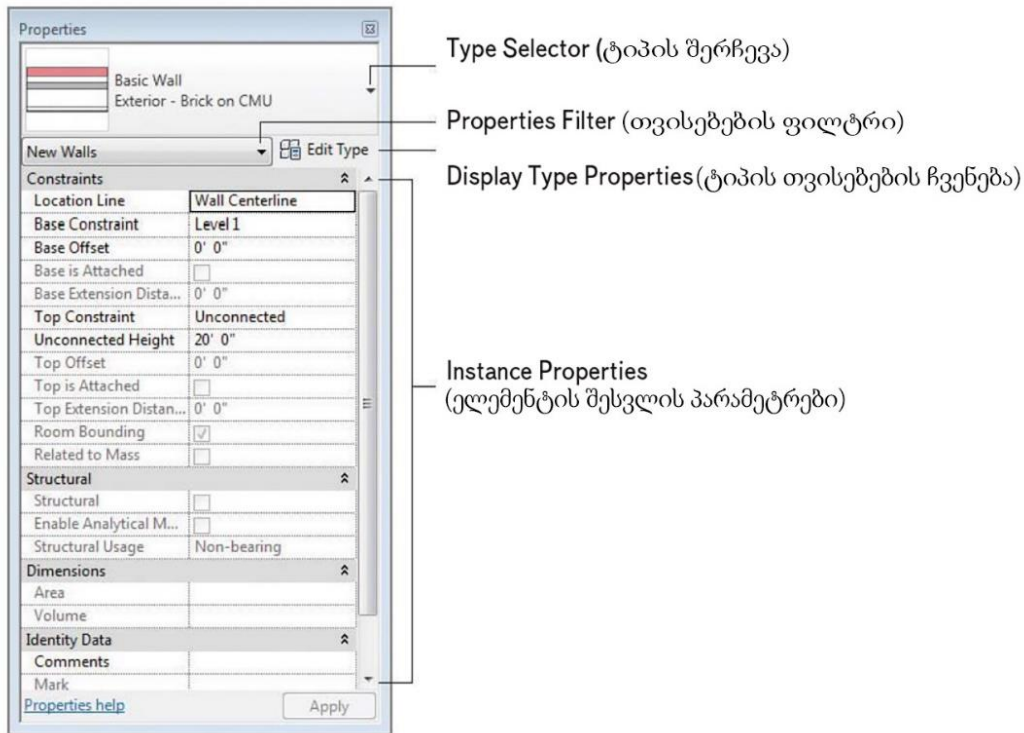 Properties
Basic Wall
Exterior - Brick on CMU
New Walls
Edit Type
Constraints
Location Line Wall Centerline
Base Constraint Level 1
Base Offset 0' 0"
Base is Attached
Base Extension Dista... 0' 0"
Top Constraint Unconnected
Unconnected Height 20' 0"
Top Offset 0' 0"
Top is Attached
Top Extension Distan... 0' 0"
Room Bounding
Related to Mass
Structural
Structural
Enable Analytical M...
Structural Usage Non-bearing
Dimensions
Area
Volume
Identity Data
Comments
Mark
Properties help Apply
Type Selector (ტიპის შერჩევა)
Properties Filter (თვისებების ფილტრი)
Display Type Properties (ტიპის თვისებების ჩვენება)
Instance Properties
(ელემენტის შესვლის პარამეტრები)